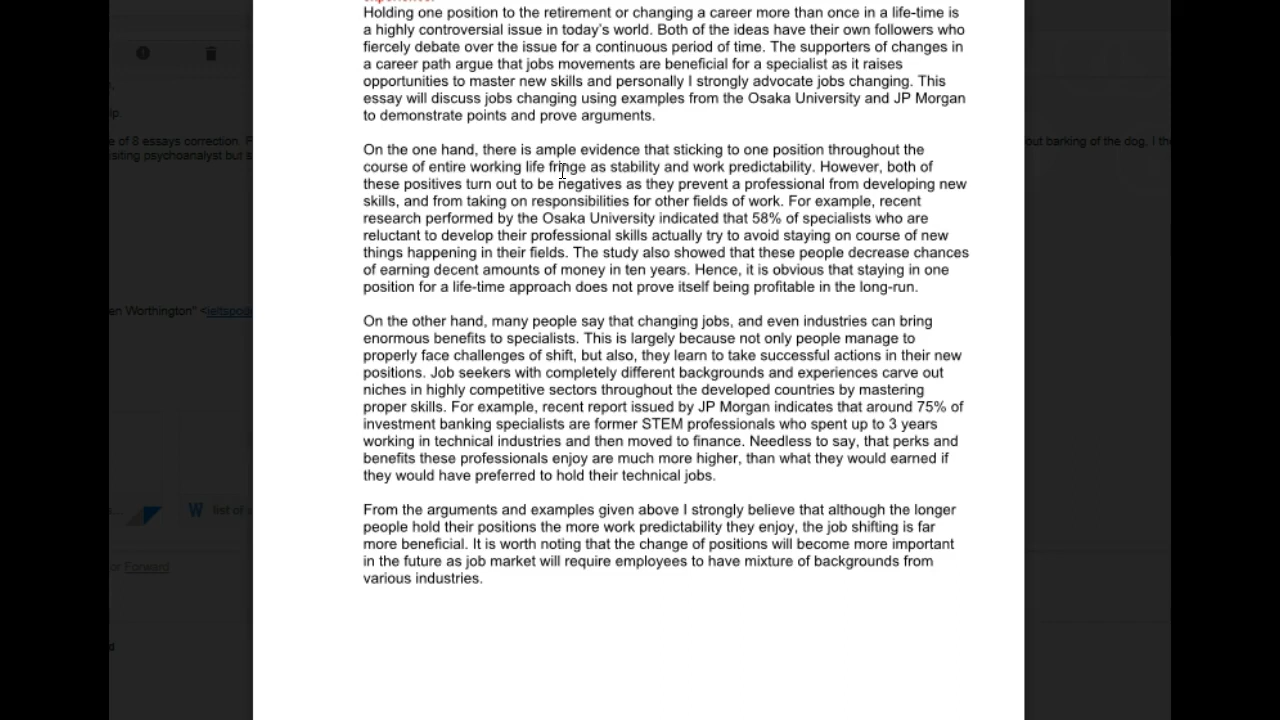 Holding one position to the retirement or changing a career more than once in a life-time is
a highly controversial issue in today's world. Both of the ideas have their own followers who
fiercely debate over the issue for a continuous period of time. The supporters of changes in
a career path argue that jobs movements are beneficial for a specialist as it raises
opportunities to master new skills and personally I strongly advocate jobs changing. This
essay will discuss jobs changing using examples from the Osaka University and JP Morgan
to demonstrate points and prove arguments.
On the one hand, there is ample evidence that sticking to one position throughout the
course of entire working life fringe as stability and work predictability. However, both of
these positives turn out to be negatives as they prevent a professional from developing new
skills, and from taking on responsibilities for other fields of work. For example, recent
research performed by the Osaka University indicated that 58% of specialists who are
reluctant to develop their professional skills actually try to avoid staying on course of new
things happening in their fields. The study also showed that these people decrease chances
of earning decent amounts of money in ten years. Hence, it is obvious that staying in one
position for a life-time approach does not prove itself being profitable in the long-run.
On the other hand, many people say that changing jobs, and even industries can bring
enormous benefits to specialists. This is largely because not only people manage to
properly face challenges of shift, but also, they learn to take successful actions in their new
positions. Job seekers with completely different backgrounds and experiences carve out
niches in highly competitive sectors throughout the developed countries by mastering
proper skills. For example, recent report issued by JP Morgan indicates that around 75% of
investment banking specialists are former STEM professionals who spent up to 3 years
working in technical industries and then moved to finance. Needless to say, that perks and
benefits these professionals enjoy are much more higher, than what they would earned if
they would have preferred to hold their technical jobs.
From the arguments and examples given above I strongly believe that although the longer
people hold their positions the more work predictability they enjoy, the job shifting is far
more beneficial. It is worth noting that the change of positions will become more important
in the future as job market will require employees to have mixture of backgrounds from
various industries.
e of 8 essays correction.
out barking of the dog, I the
siting psychoanalyst but s
en Worthington" <ieltspod
W list of
or Forward